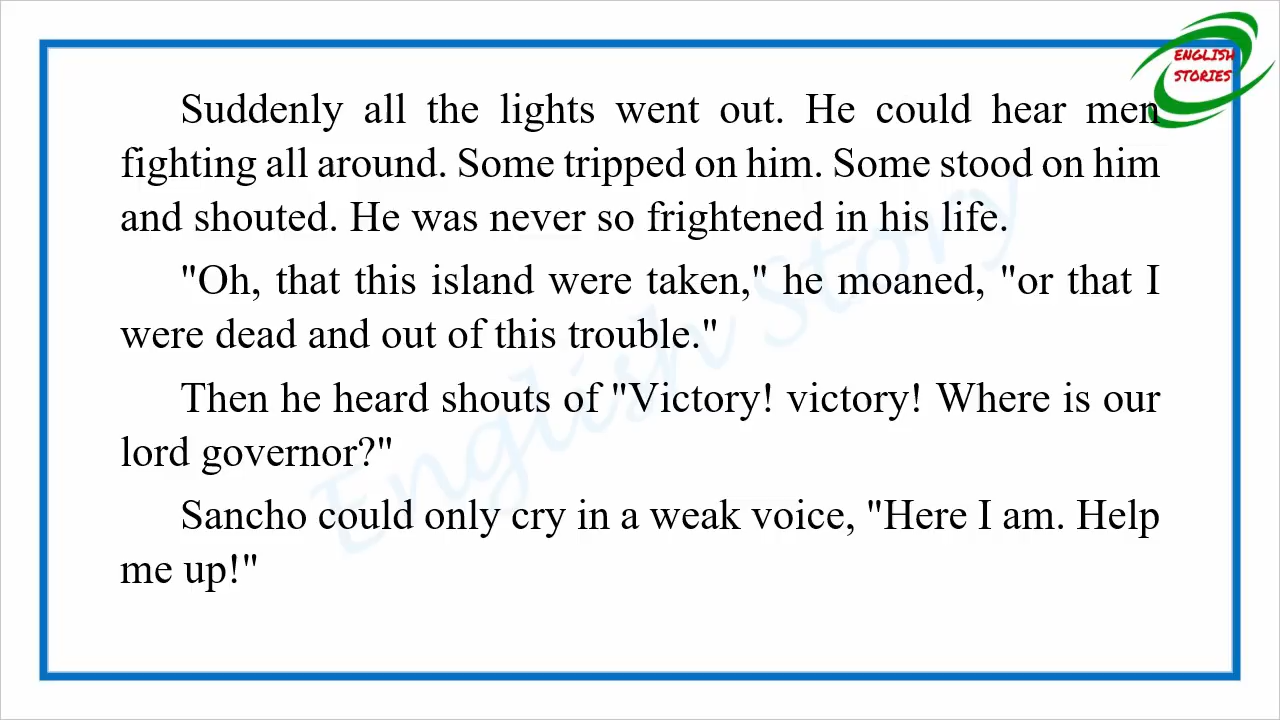 ENGLISH
STORIES
Suddenly all the lights went out. He could hear men
fighting all around. Some tripped on him. Some stood on him
and shouted. He was never so frightened in his life.
"Oh, that this island were taken," he moaned, "or that I
were dead and out of this trouble."
Then he heard shouts of "Victory! victory! Where is our
lord governor?"
Sancho could only cry in a weak voice, "Here I am. Help
me up!"
English Story